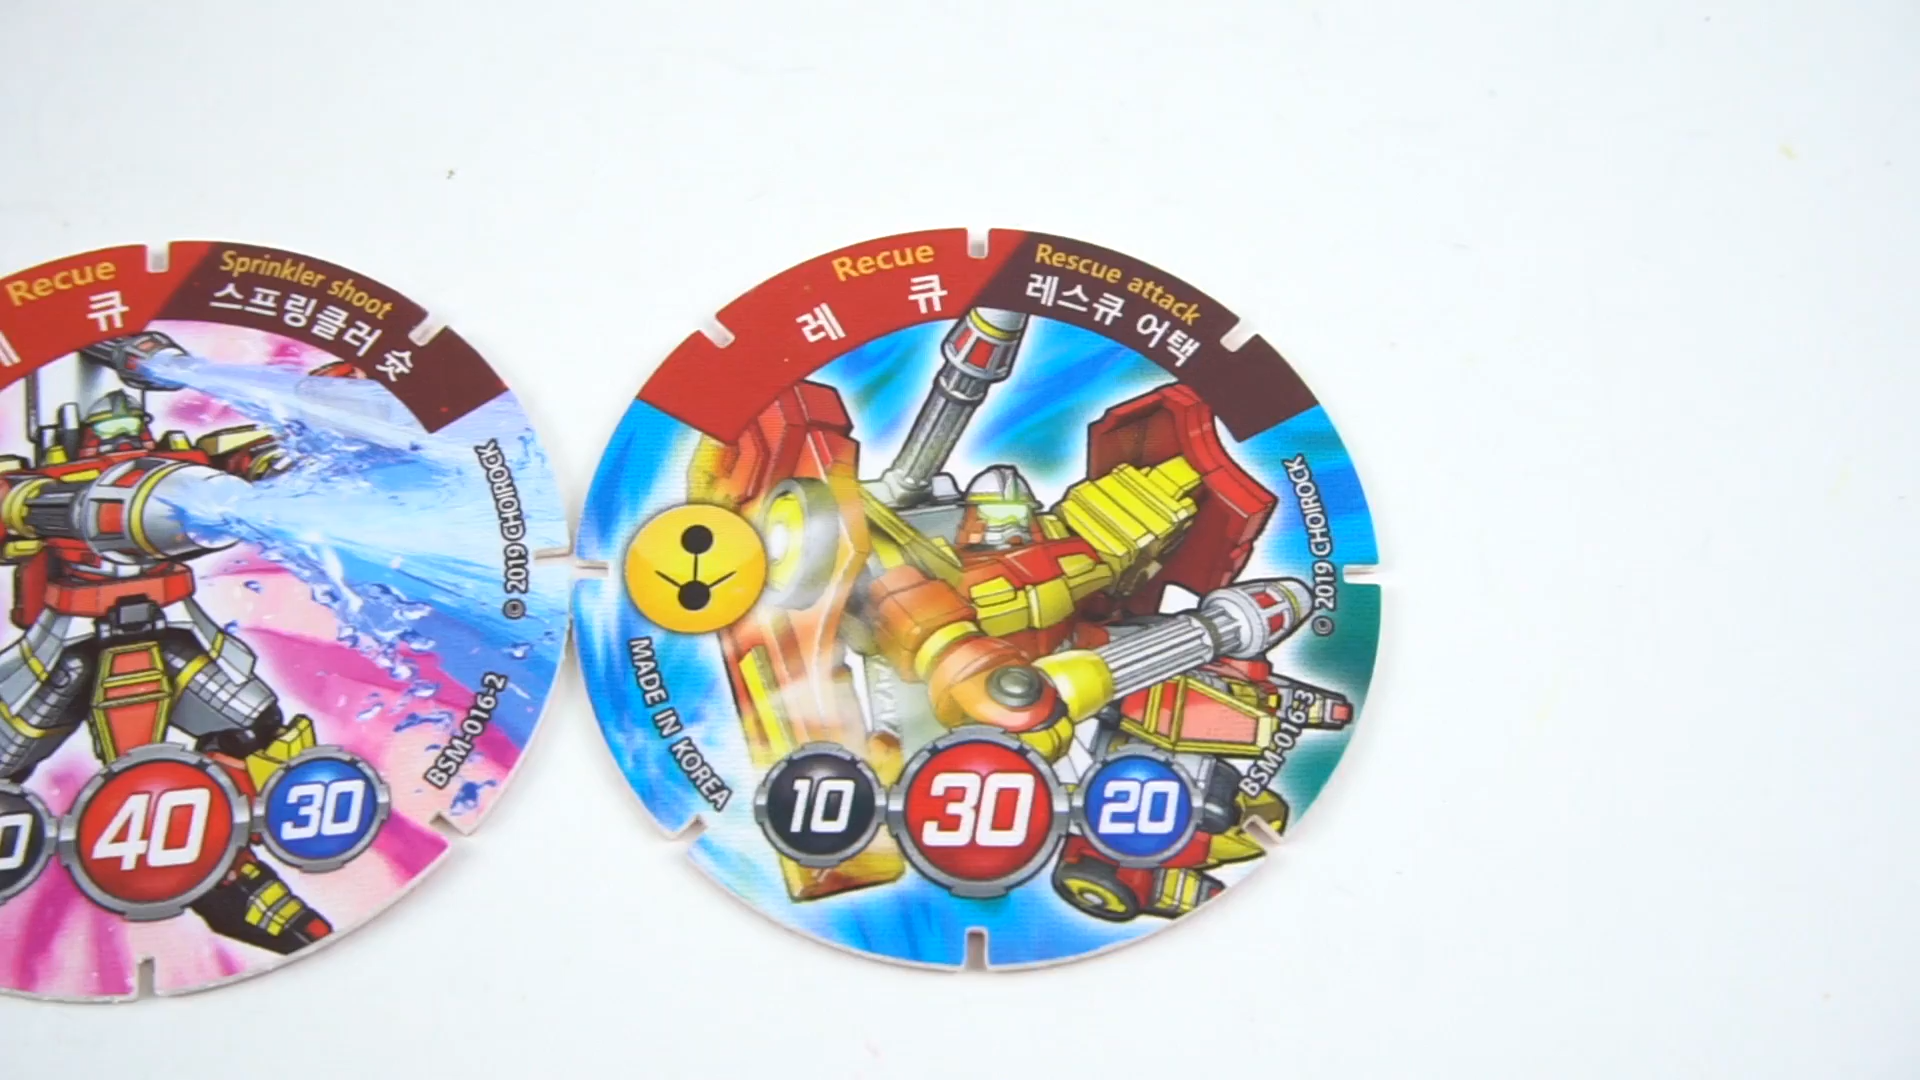 Recue
큐
Sprinkler shoot
스프링클러 슛
© 2019 CHOIROCK
BSM-016-2
40
30
Recue
레 큐
Rescue attack
레스큐 어택
© 2019 CHOIROCK
MADE IN KOREA
BSM-016-3
10
30
20